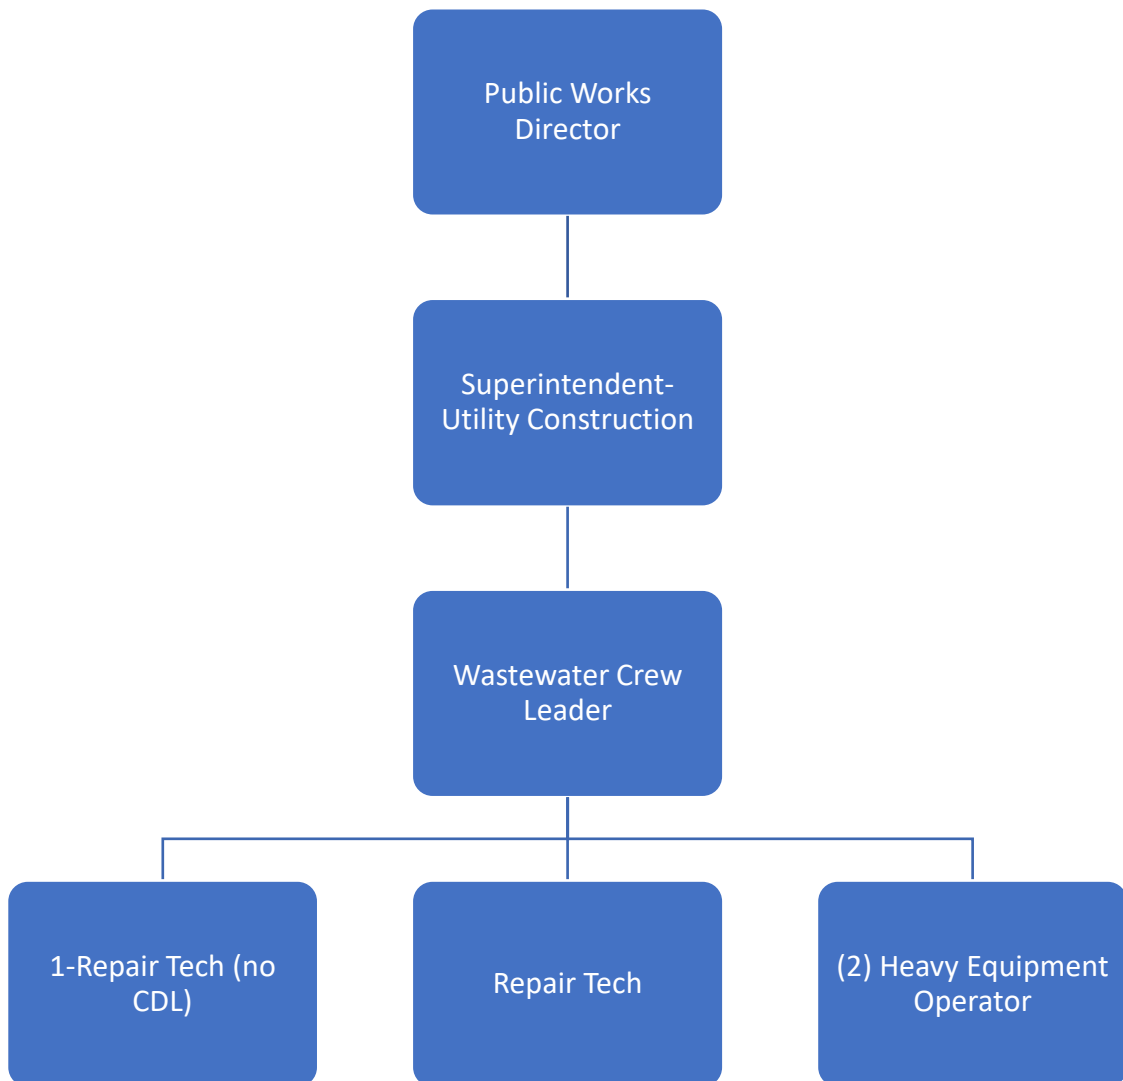 Public Works
Director
Superintendent-
Utility Construction
Wastewater Crew
Leader
1-Repair Tech (no
CDL)
Repair Tech
(2) Heavy Equipment
Operator